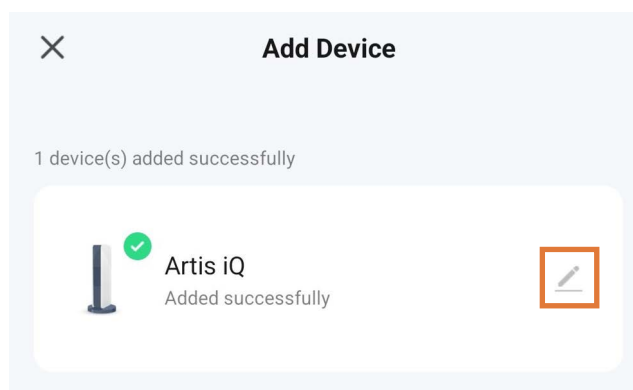 Add Device
1 device(s) added successfully
Artis iQ
Added successfully